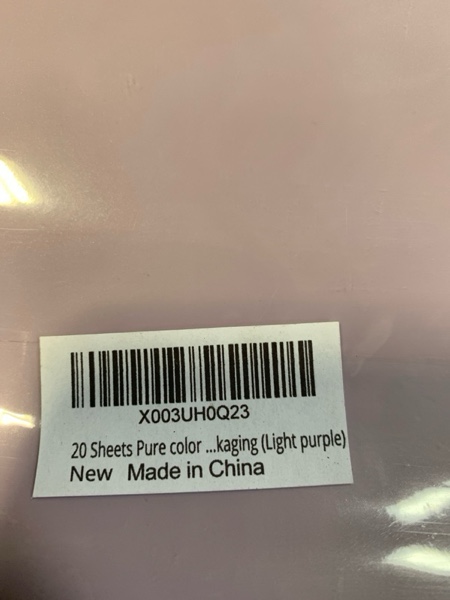 X003UH0Q23
20 Sheets Pure color ...kaging (Light purple)
New Made in China